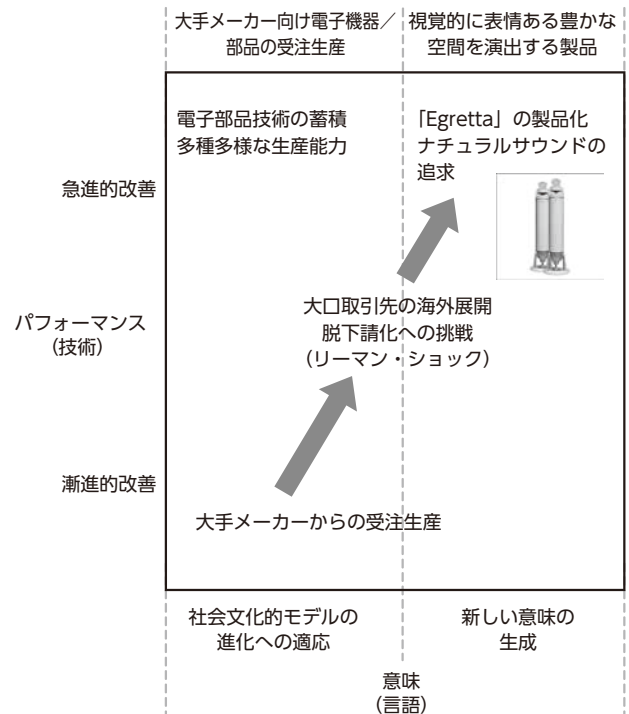 大手メーカー向け電子機器／
部品の受注生産
視覚的に表情ある豊かな
空間を演出する製品
電子部品技術の蓄積
多種多様な生産能力
「Egretta」の製品化
ナチュラルサウンドの
追求
急進的改善
大口取引先の海外展開
脱下請化への挑戦
（リーマン・ショック）
パフォーマンス
（技術）
漸進的改善
大手メーカーからの受注生産
社会文化的モデルの
進化への適応
新しい意味の
生成
意味
（言語）